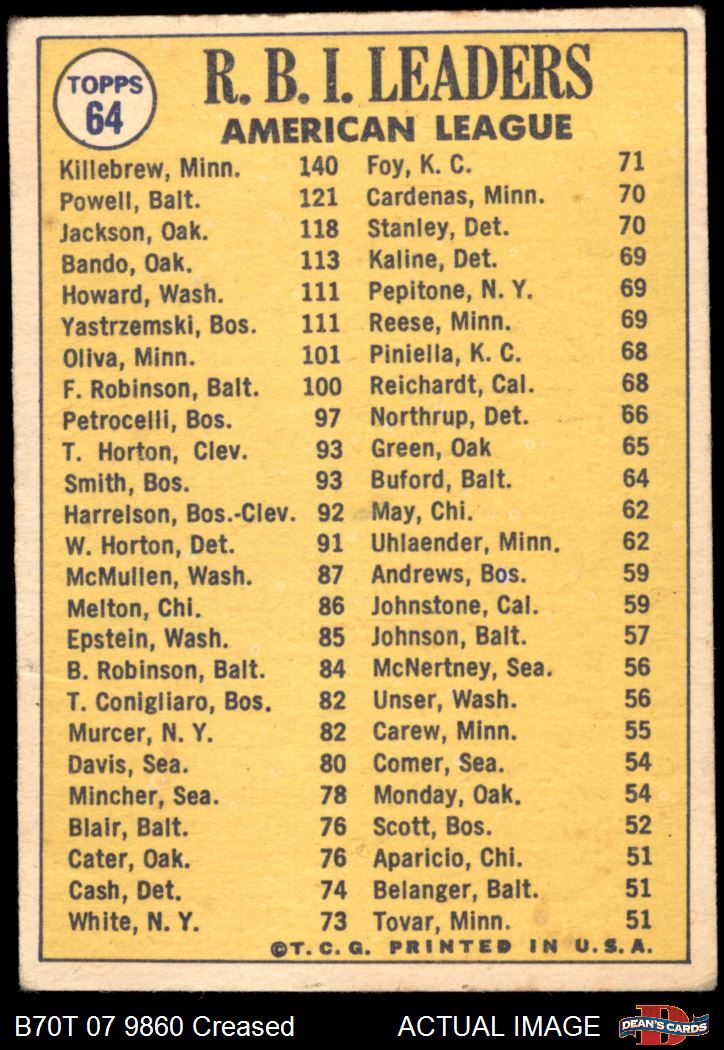 TOPPS
64
R. B. I. LEADERS
AMERICAN LEAGUE
Killebrew, Minn. 140 Foy, K. C. 71
Powell, Balt. 121 Cardenas, Minn. 70
Jackson, Oak. 118 Stanley, Det. 70
Bando, Oak. 113 Kaline, Det. 69
Howard, Wash. 111 Pepitone, N. Y. 69
Yastrzemski, Bos. 111 Reese, Minn. 69
Oliva, Minn. 101 Piniella, K. C. 68
F. Robinson, Balt. 100 Reichardt, Cal. 68
Petrocelli, Bos. 97 Northrup, Det. 66
T. Horton, Clev. 93 Green, Oak 65
Smith, Bos. 93 Buford, Balt. 64
Harrelson, Bos.-Clev. 92 May, Chi. 62
W. Horton, Det. 91 Uhlaender, Minn. 62
McMullen, Wash. 87 Andrews, Bos. 59
Melton, Chi. 86 Johnstone, Cal. 59
Epstein, Wash. 85 Johnson, Balt. 57
B. Robinson, Balt. 84 McNertney, Sea. 56
T. Conigliaro, Bos. 82 Unser, Wash. 56
Murcer, N. Y. 82 Carew, Minn. 55
Davis, Sea. 80 Comer, Sea. 54
Mincher, Sea. 78 Monday, Oak. 54
Blair, Balt. 76 Scott, Bos. 52
Cater, Oak. 76 Aparicio, Chi. 51
Cash, Det. 74 Belanger, Balt. 51
White, N. Y. 73 Tovar, Minn. 51
©T. C. G. PRINTED IN U.S.A.
B70T 07 9860 Creased ACTUAL IMAGE
D
DEAN'S CARDS